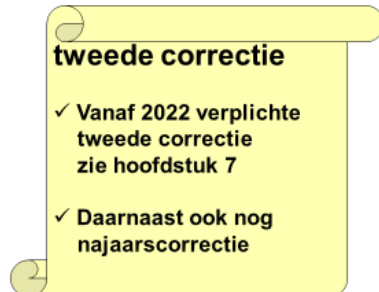 tweede correctie
✓ Vanaf 2022 verplichte
tweede correctie
zie hoofdstuk 7
✓ Daarnaast ook nog
najaarscorrectie